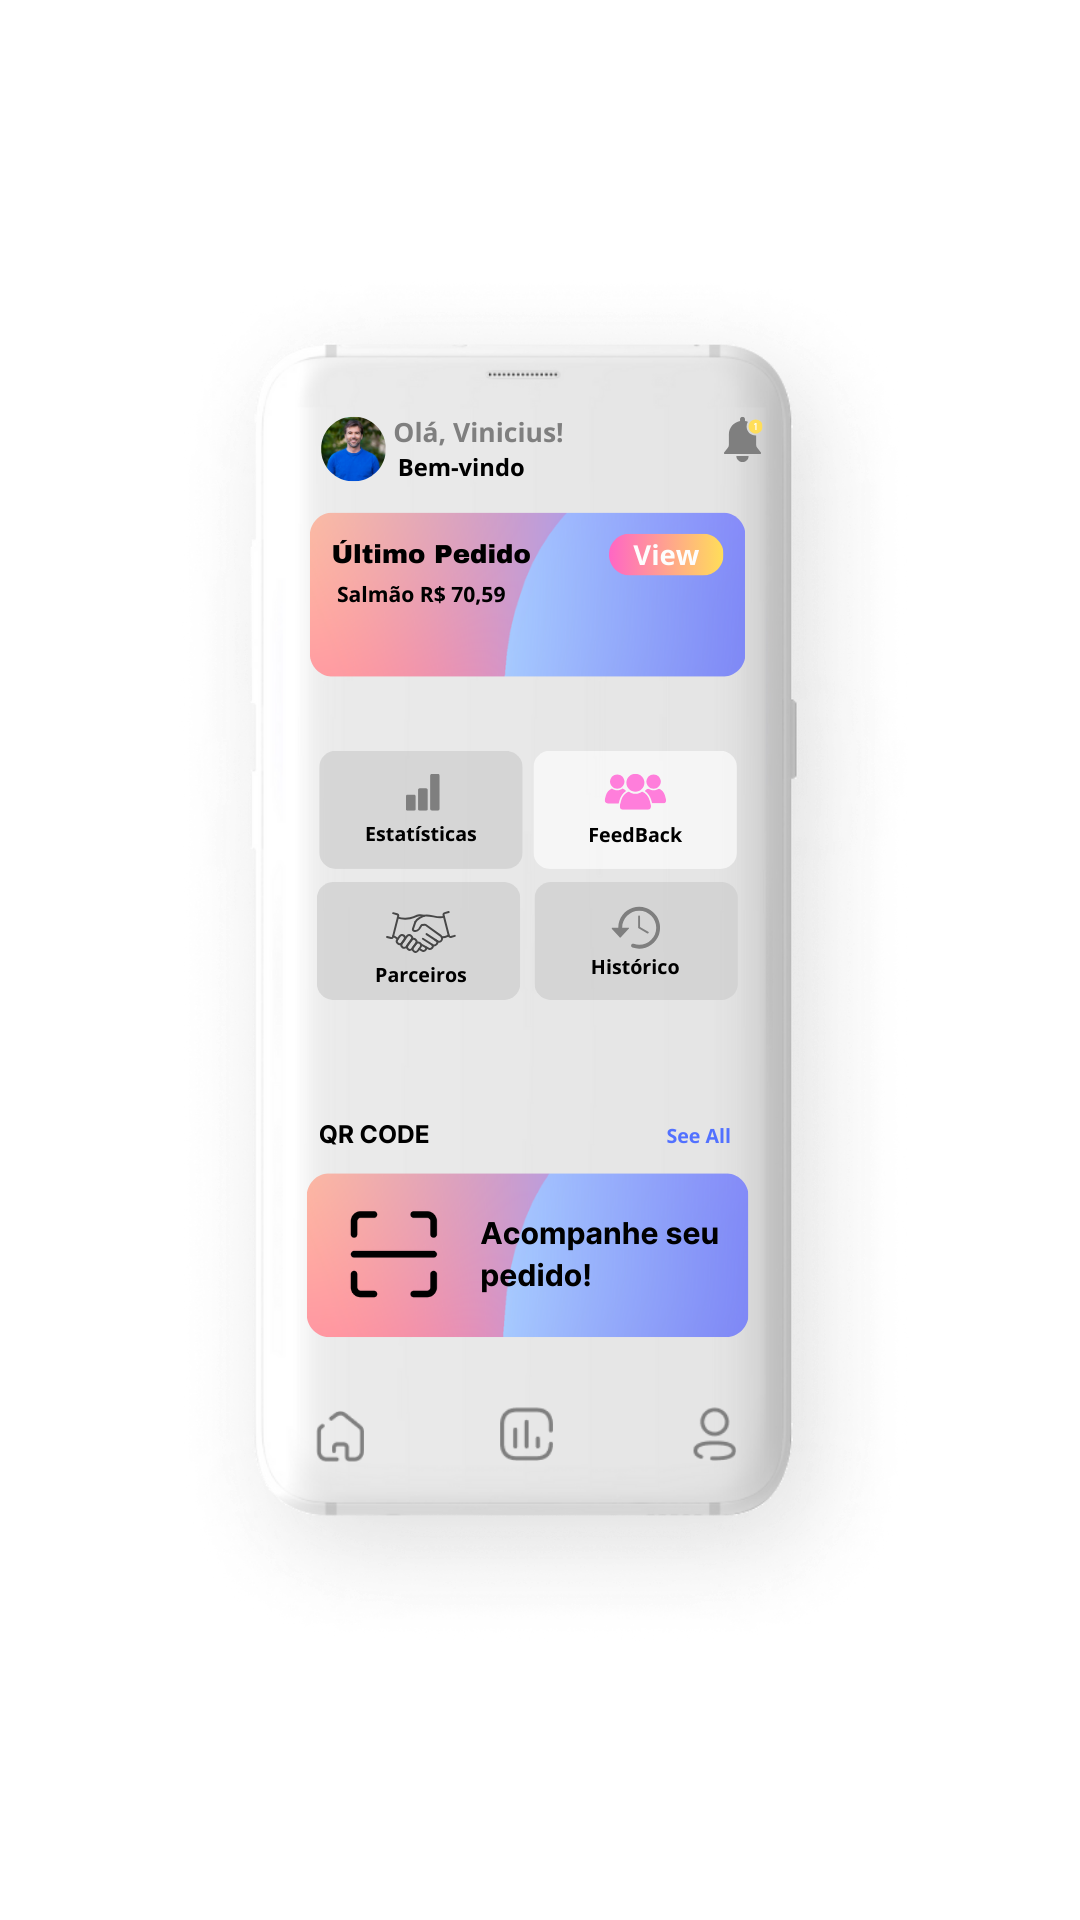 Olá, Vinicius!
Bem-vindo
1
Último Pedido
View
Salmão R$ 70,59
Estatísticas
FeedBack
Parceiros
Histórico
QR CODE
See All
Acompanhe seu
pedido!